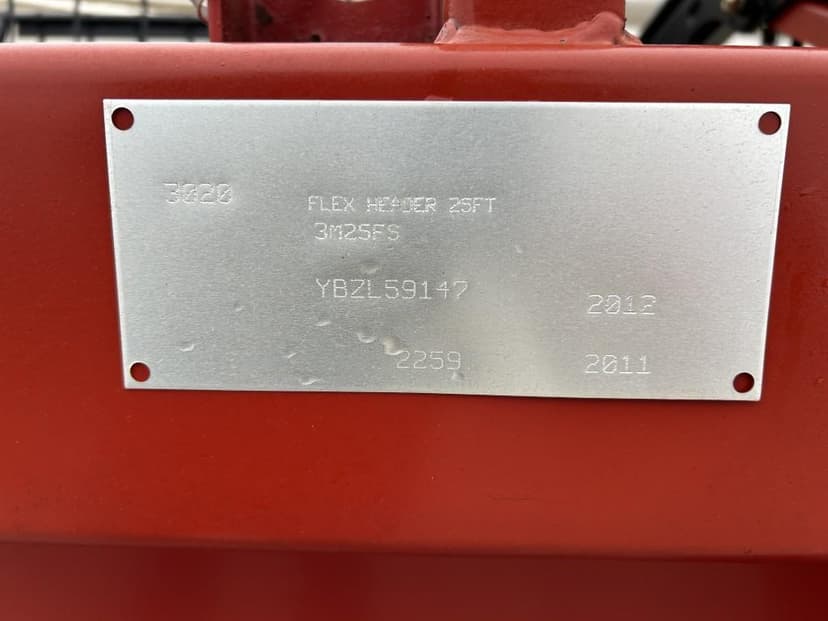 3020
FLEX HEADER 25FT
3M25FS
YBZL59147
2012
2259
2011